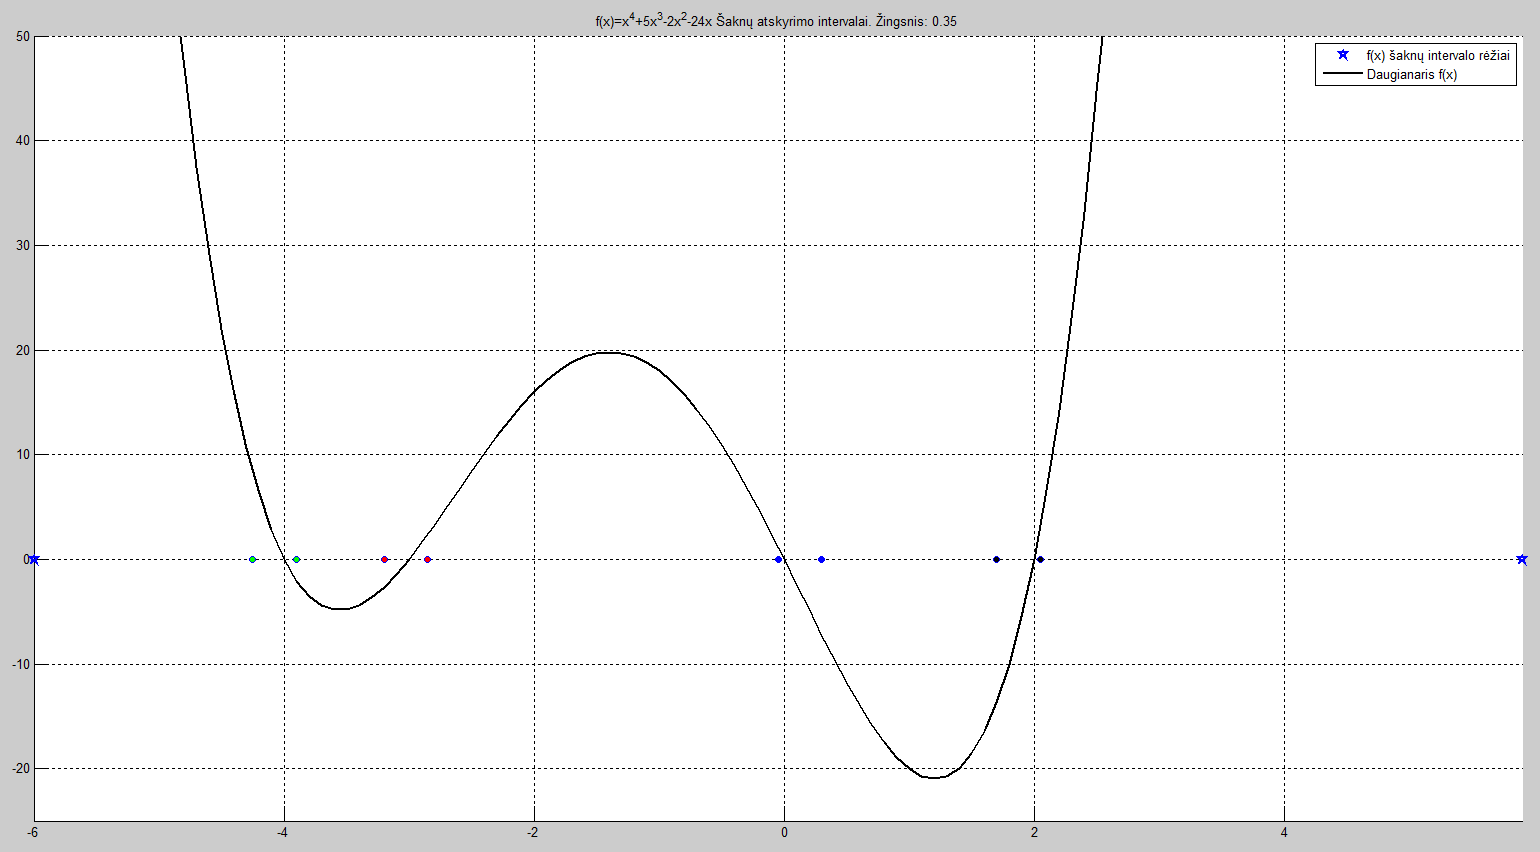 f(x)=x⁴+5x³-2x²-24x Šaknų atskyrimo intervalai. Žingsnis: 0.35
f(x) šaknų intervalo rėžiai
Daugianaris f(x)
50
40
30
20
10
0
-10
-20
-6 -4 -2 0 2 4